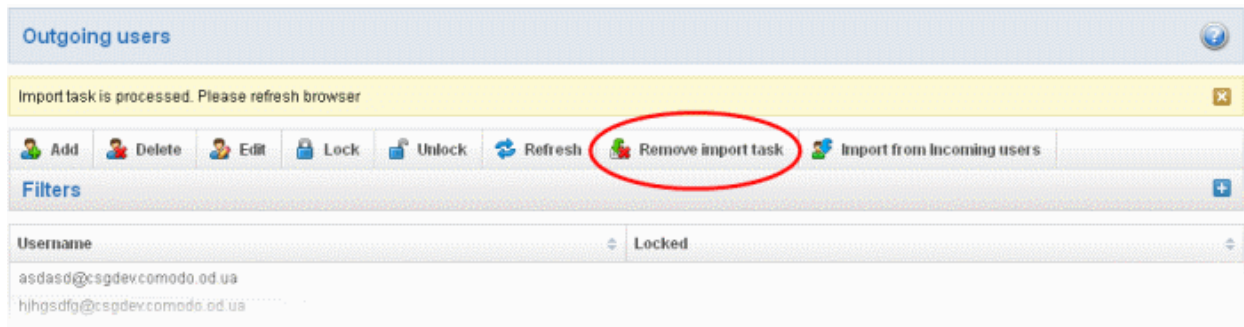 Outgoing users
Import task is processed. Please refresh browser
Add Delete Edit Lock Unlock Refresh Remove import task Import from Incoming users
Filters
Username Locked
asdasd@csgdev.comodo.od.ua
hjhgsdfg@csgdev.comodo.od.ua